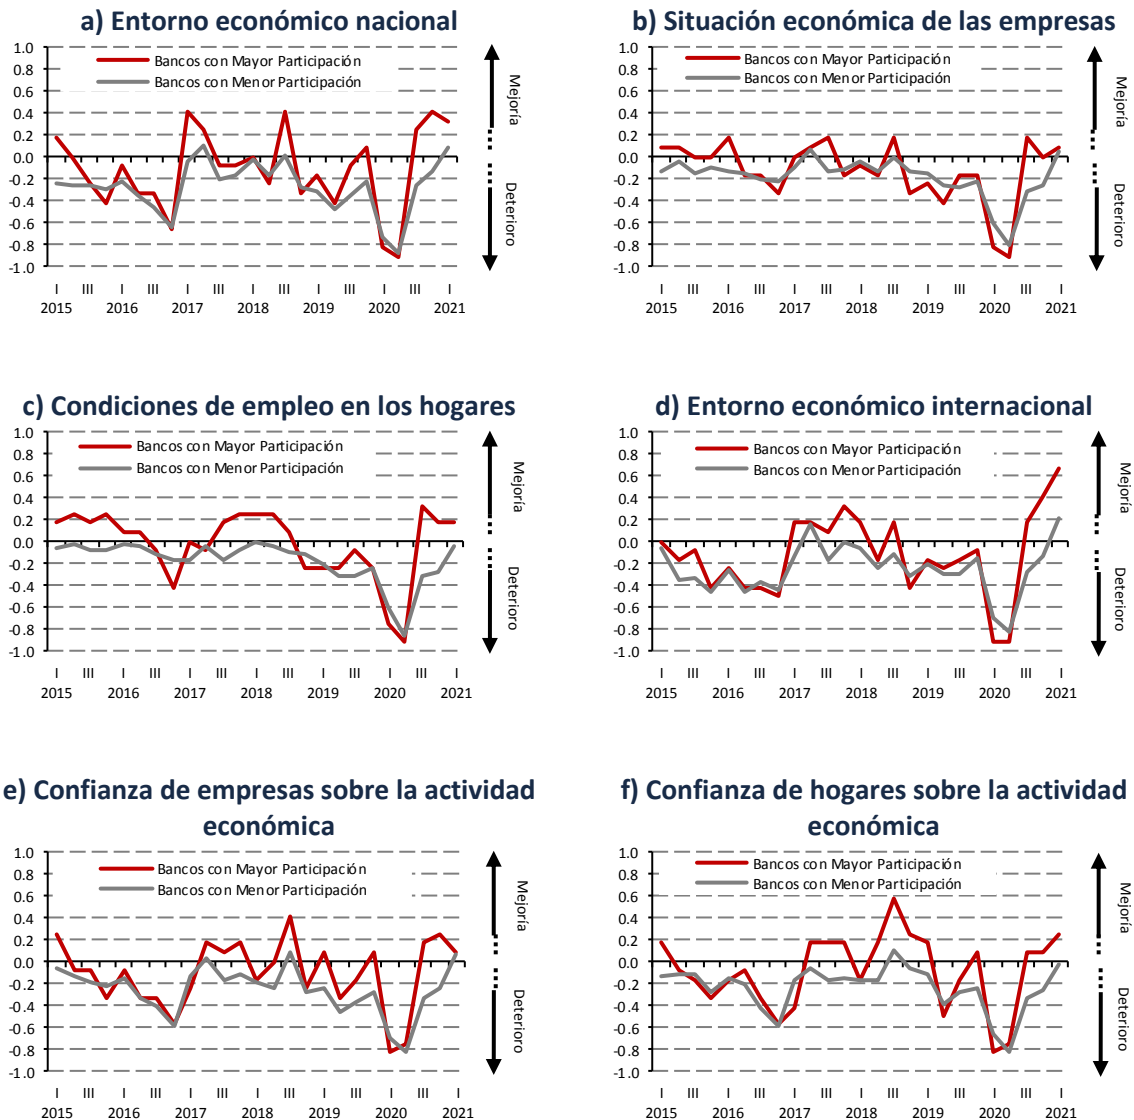 a) Entorno económico nacional
1.0
0.8
0.6
0.4
0.2
0.0
-0.2
-0.4
-0.6
-0.8
-1.0
Bancos con Mayor Participación
Bancos con Menor Participación
I III I III I III I III I III I III I
2015 2016 2017 2018 2019 2020 2021
Mejoría
Deterioro
b) Situación económica de las empresas
1.0
0.8
0.6
0.4
0.2
0.0
-0.2
-0.4
-0.6
-0.8
-1.0
Bancos con Mayor Participación
Bancos con Menor Participación
I III I III I III I III I III I III I
2015 2016 2017 2018 2019 2020 2021
Mejoría
Deterioro
c) Condiciones de empleo en los hogares
1.0
0.8
0.6
0.4
0.2
0.0
-0.2
-0.4
-0.6
-0.8
-1.0
Bancos con Mayor Participación
Bancos con Menor Participación
I III I III I III I III I III I III I
2015 2016 2017 2018 2019 2020 2021
Mejoría
Deterioro
d) Entorno económico internacional
1.0
0.8
0.6
0.4
0.2
0.0
-0.2
-0.4
-0.6
-0.8
-1.0
Bancos con Mayor Participación
Bancos con Menor Participación
I III I III I III I III I III I III I
2015 2016 2017 2018 2019 2020 2021
Mejoría
Deterioro
e) Confianza de empresas sobre la actividad
económica
1.0
0.8
0.6
0.4
0.2
0.0
-0.2
-0.4
-0.6
-0.8
-1.0
Bancos con Mayor Participación
Bancos con Menor Participación
I III I III I III I III I III I III I
2015 2016 2017 2018 2019 2020 2021
Mejoría
Deterioro
f) Confianza de hogares sobre la actividad
económica
1.0
0.8
0.6
0.4
0.2
0.0
-0.2
-0.4
-0.6
-0.8
-1.0
Bancos con Mayor Participación
Bancos con Menor Participación
I III I III I III I III I III I III I
2015 2016 2017 2018 2019 2020 2021
Mejoría
Deterioro